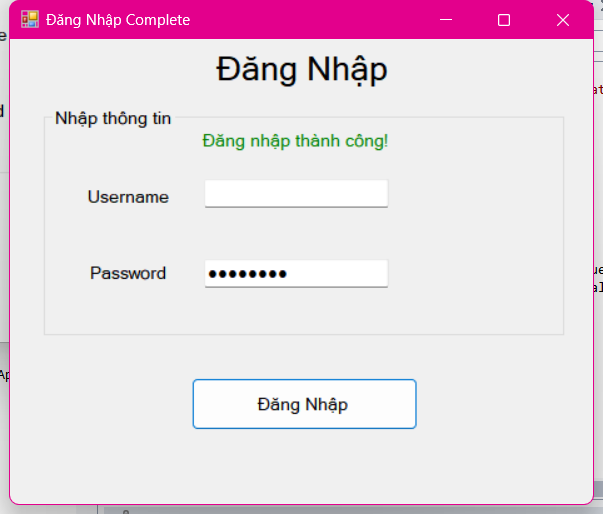 Đăng Nhập Complete
Đăng Nhập
Nhập thông tin
Đăng nhập thành công!
Username
Password
Đăng Nhập